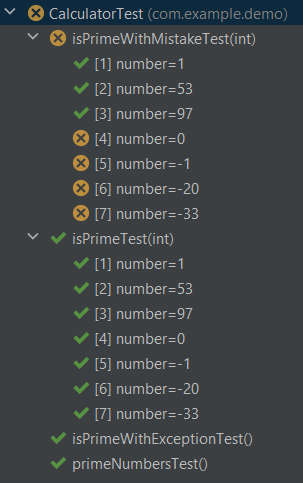 CalculatorTest (com.example.demo)
isPrimeWithMistakeTest(int)
[1] number=1
[2] number=53
[3] number=97
[4] number=0
[5] number=-1
[6] number=-20
[7] number=-33
isPrimeTest(int)
[1] number=1
[2] number=53
[3] number=97
[4] number=0
[5] number=-1
[6] number=-20
[7] number=-33
isPrimeWithExceptionTest()
primeNumbersTest()